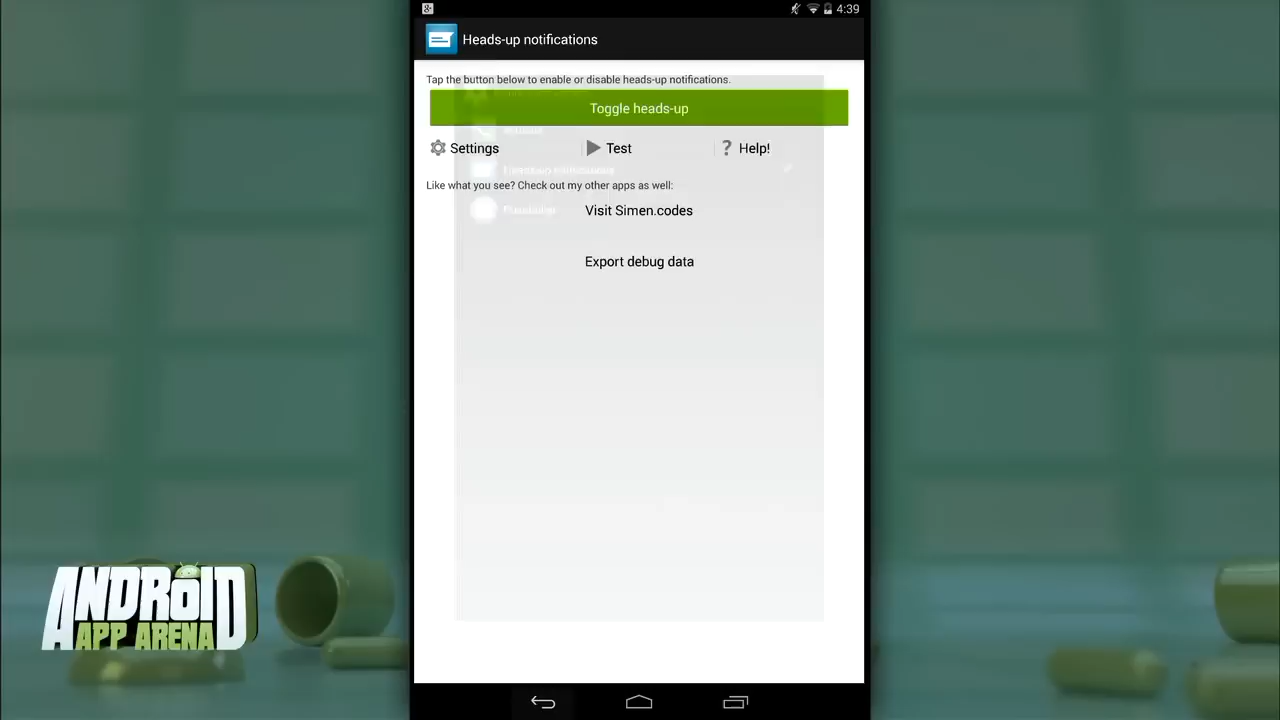 4:39
Heads-up notifications
Tap the button below to enable or disable heads-up notifications.
Toggle heads-up
Settings Test Help!
Like what you see? Check out my other apps as well:
Visit Simen.codes
Export debug data
ANDROID
APP ARENA